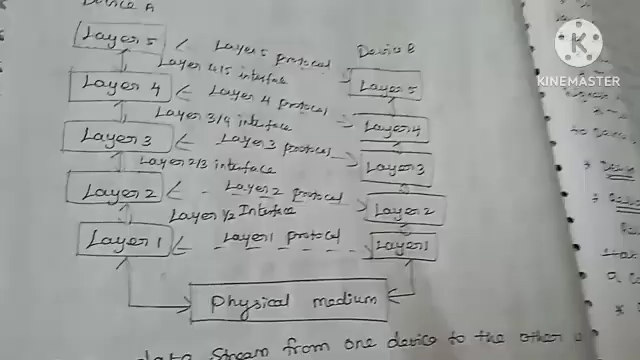 Device A
Layer 5
Layer 5 protocol
Device B
Layer 4/5 interface
Layer 5
Layer 4
Layer 4 protocol
Layer 3/4 interface
Layer 4
Layer 3
Layer 3 protocol
Layer 2/3 interface
Layer 3
Layer 2
Layer 2 protocol
Layer 1/2 Interface
Layer 2
Layer 1
Layer 1 protocol
Layer 1
Physical medium
data stream from one device to the other
KINEMASTER